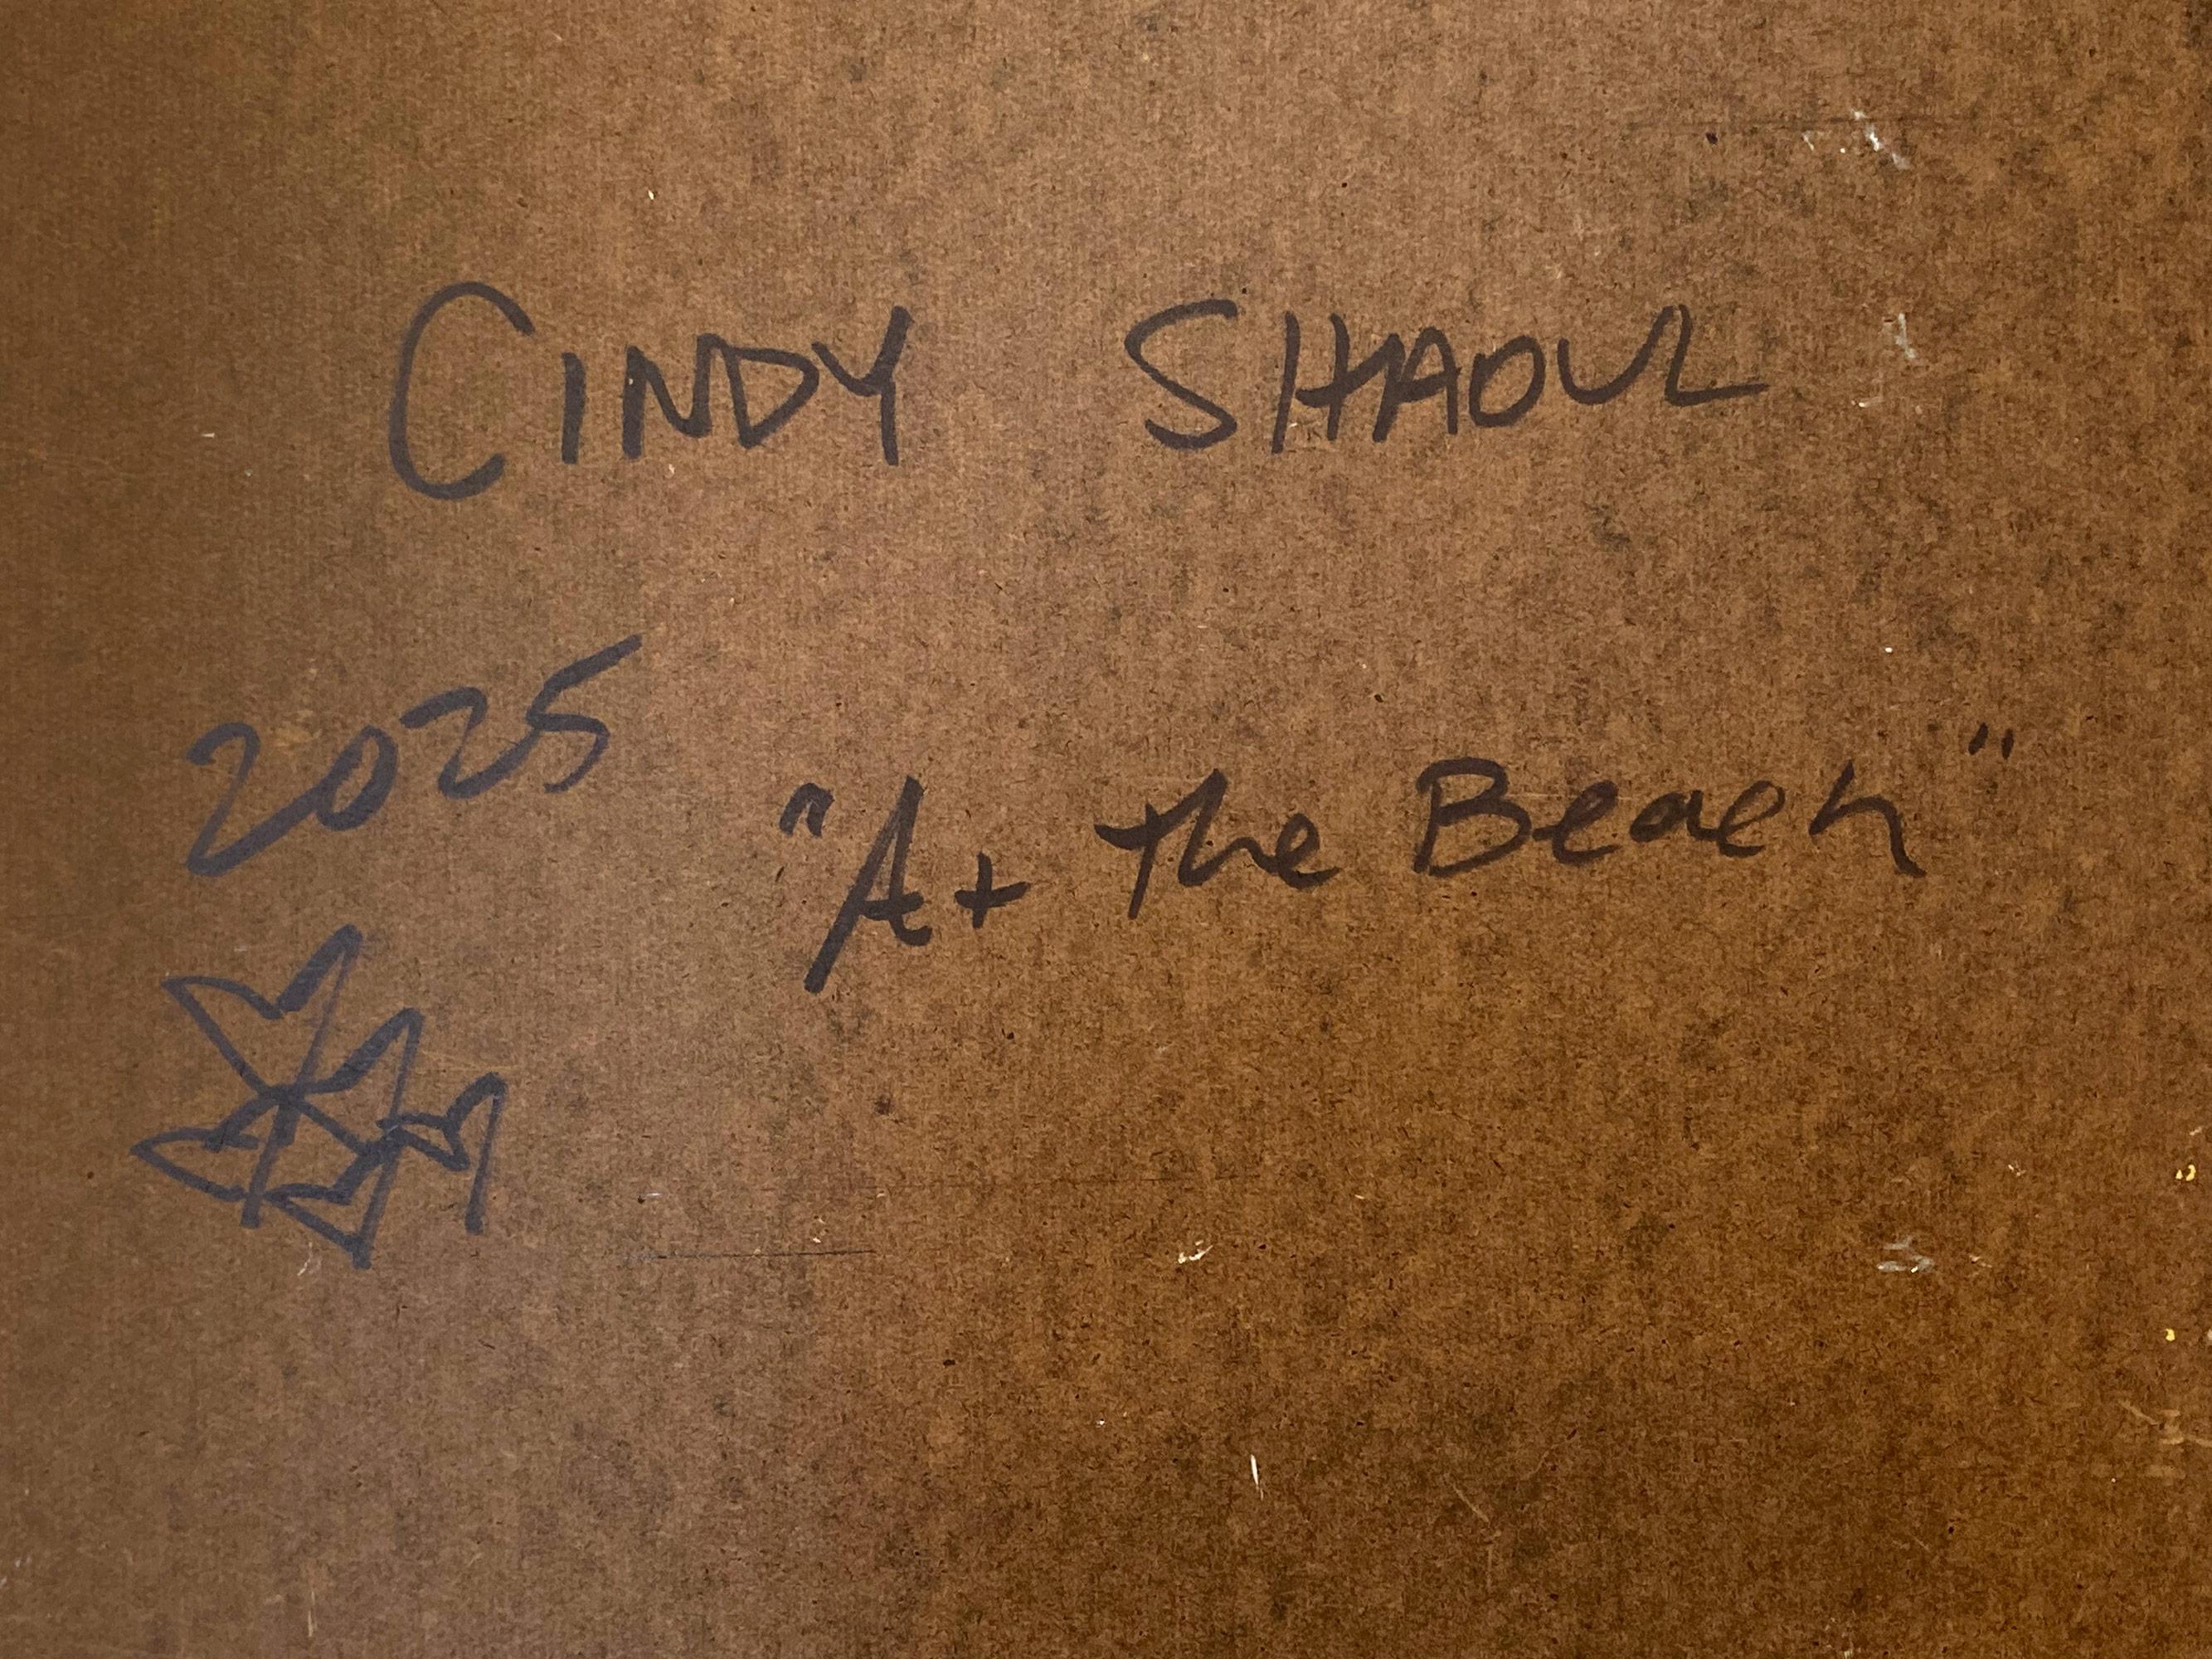 CINDY SHAOUL
2025
"At the Beach"